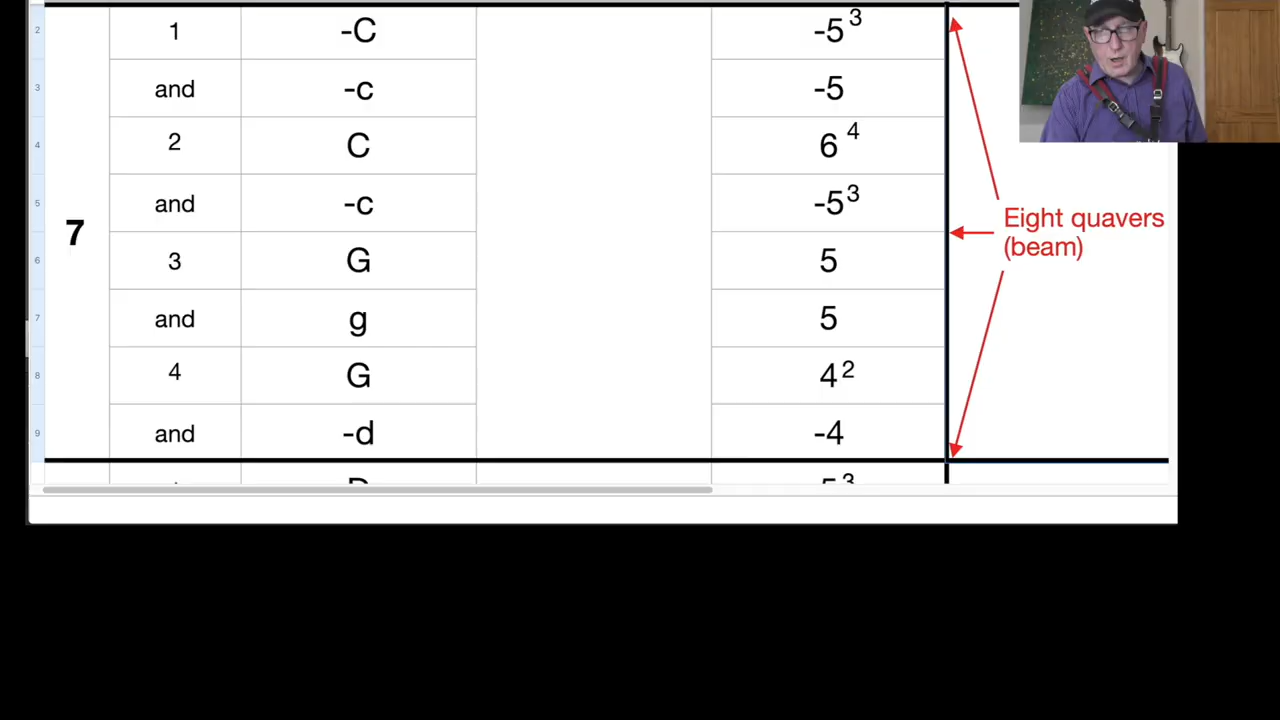 2 1 -C -5 3
3 and -c -5
4 2 C 6 4
5 and -c -5 3
7
Eight quavers
(beam)
6 3 G 5
7 and g 5
8 4 G 4 2
9 and -d -4